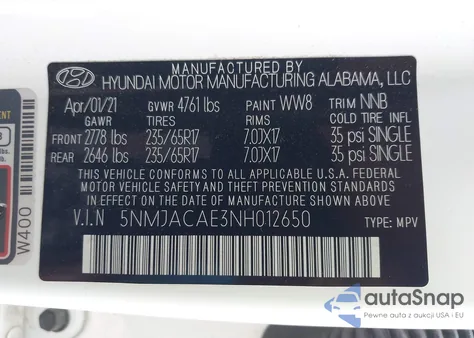 MANUFACTURED BY
HYUNDAI MOTOR MANUFACTURING ALABAMA, LLC
Apr/01/21 GVWR 4761 lbs PAINT WW8 TRIM NNB
GAWR TIRES RIMS COLD TIRE INFL
FRONT 2778 lbs 235/65R17 7.0JX17 35 psi SINGLE
REAR 2646 lbs 235/65R17 7.0JX17 35 psi SINGLE
THIS VEHICLE CONFORMS TO ALL APPLICABLE U.S.A. FEDERAL
MOTOR VEHICLE SAFETY AND THEFT PREVENTION STANDARDS IN
EFFECT ON THE DATE OF MANUFACTURE SHOWN ABOVE.
V.I.N 5NMJACAE3NH012650 TYPE: MPV
W400
autoSnap
Pewne auta z aukcji USA i EU